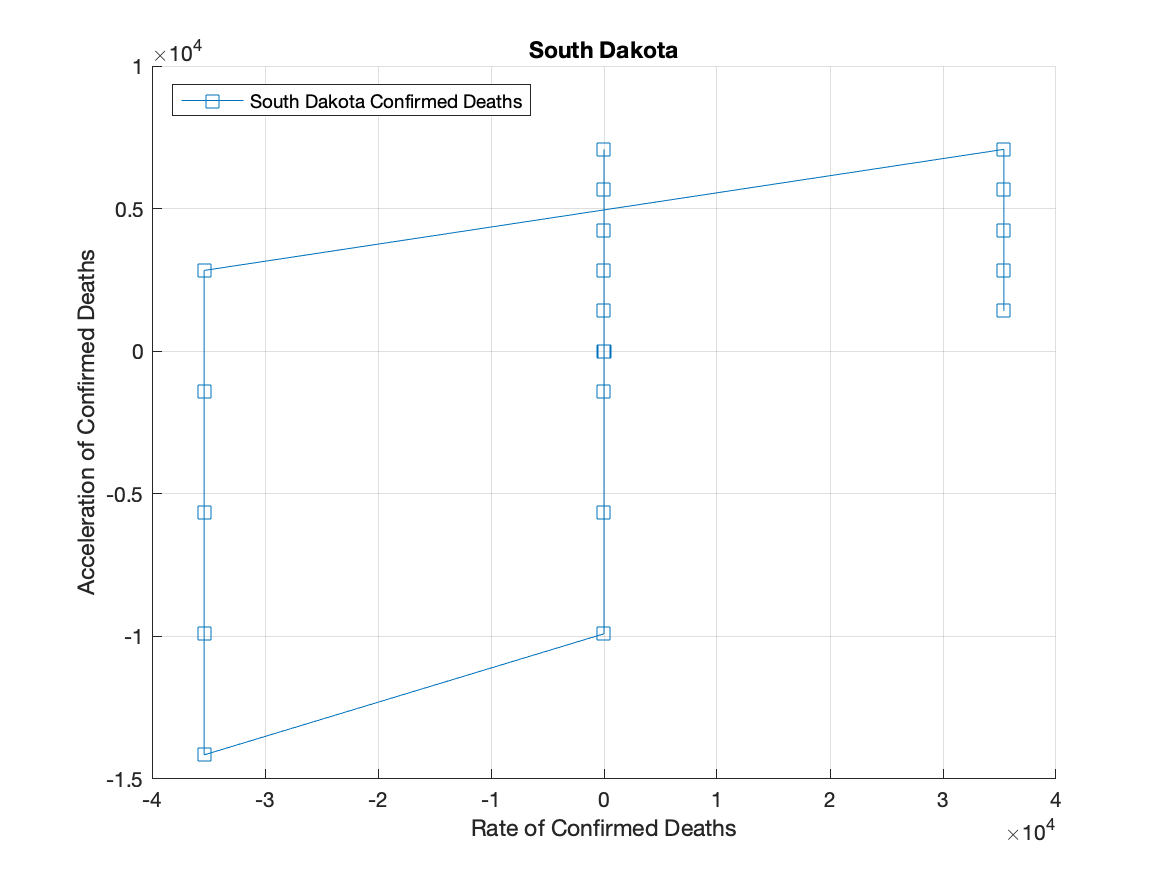 South Dakota
×10^4
South Dakota Confirmed Deaths
1
0.5
0
-0.5
-1
-1.5
Acceleration of Confirmed Deaths
-4 -3 -2 -1 0 1 2 3 4
Rate of Confirmed Deaths
×10^4